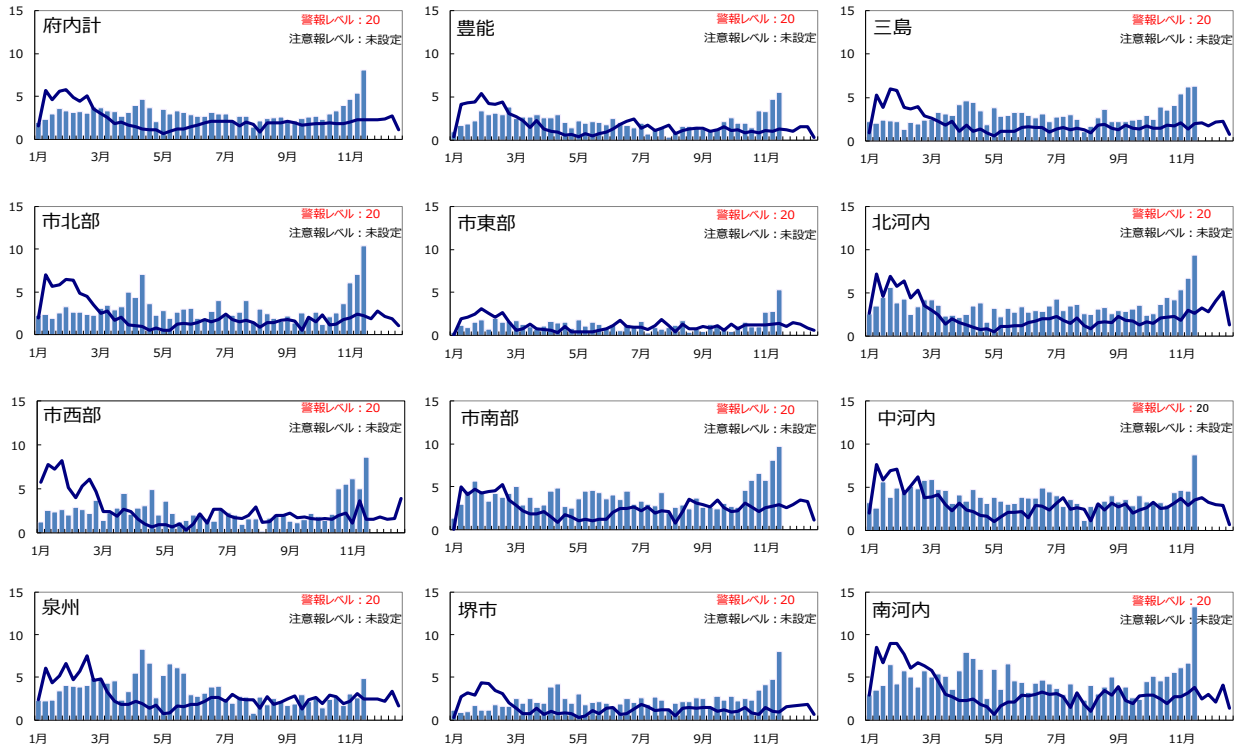 府内計
警報レベル：20
注意報レベル：未設定
15
10
5
0
1月 3月 5月 7月 9月 11月
豊能
警報レベル：20
注意報レベル：未設定
15
10
5
0
1月 3月 5月 7月 9月 11月
三島
警報レベル：20
注意報レベル：未設定
15
10
5
0
1月 3月 5月 7月 9月 11月
市北部
警報レベル：20
注意報レベル：未設定
15
10
5
0
1月 3月 5月 7月 9月 11月
市東部
警報レベル：20
注意報レベル：未設定
15
10
5
0
1月 3月 5月 7月 9月 11月
北河内
警報レベル：20
注意報レベル：未設定
15
10
5
0
1月 3月 5月 7月 9月 11月
市西部
警報レベル：20
注意報レベル：未設定
15
10
5
0
1月 3月 5月 7月 9月 11月
市南部
警報レベル：20
注意報レベル：未設定
15
10
5
0
1月 3月 5月 7月 9月 11月
中河内
警報レベル：20
注意報レベル：未設定
15
10
5
0
1月 3月 5月 7月 9月 11月
泉州
警報レベル：20
注意報レベル：未設定
15
10
5
0
1月 3月 5月 7月 9月 11月
堺市
警報レベル：20
注意報レベル：未設定
15
10
5
0
1月 3月 5月 7月 9月 11月
南河内
警報レベル：20
注意報レベル：未設定
15
10
5
0
1月 3月 5月 7月 9月 11月